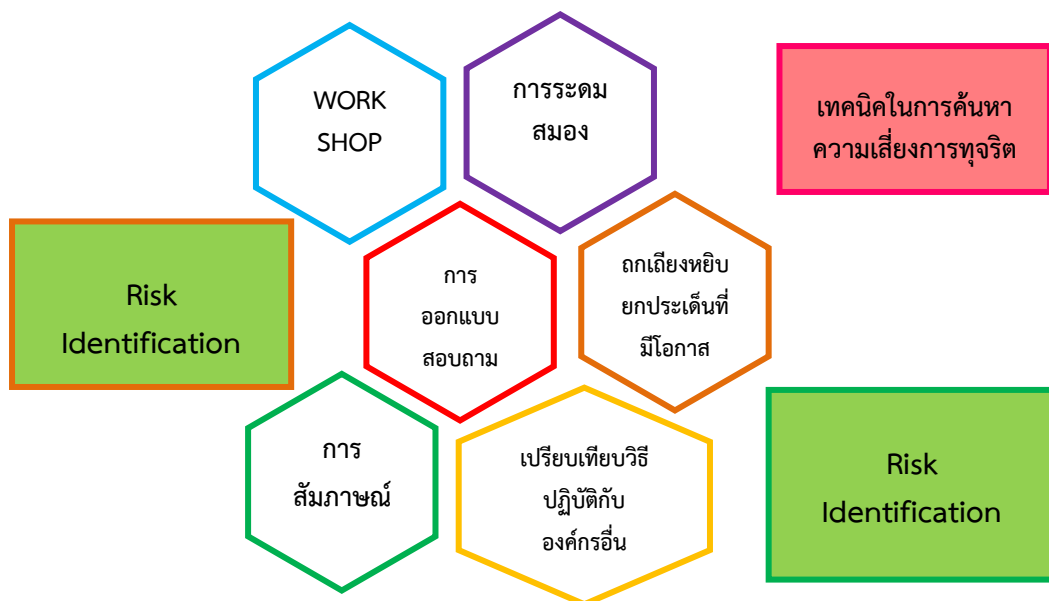 WORK
SHOP
การระดม
สมอง
เทคนิคในการค้นหา
ความเสี่ยงการทุจริต
Risk
Identification
การ
ออกแบบ
สอบถาม
ถกเถียงหยิบ
ยกประเด็นที่
มีโอกาส
การ
สัมภาษณ์
เปรียบเทียบวิธี
ปฏิบัติกับ
องค์กรอื่น
Risk
Identification